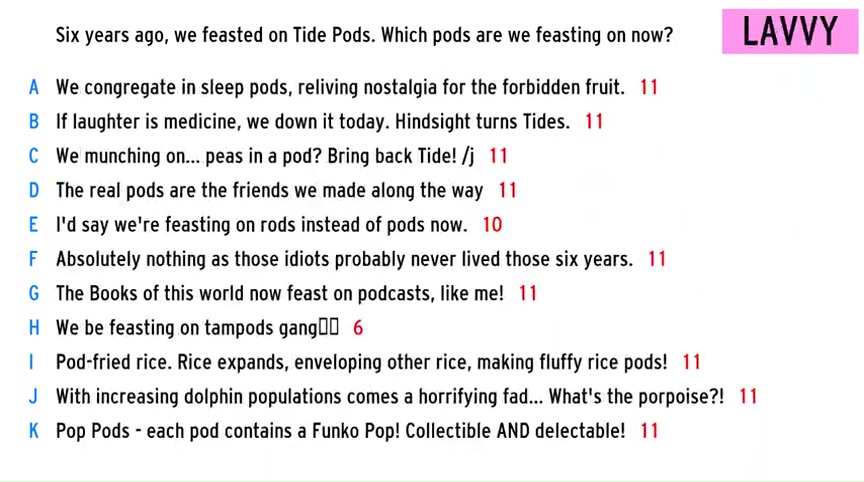 Six years ago, we feasted on Tide Pods. Which pods are we feasting on now?
LAVVY
A We congregate in sleep pods, reliving nostalgia for the forbidden fruit. 11
B If laughter is medicine, we down it today. Hindsight turns Tides. 11
C We munching on... peas in a pod? Bring back Tide! /j 11
D The real pods are the friends we made along the way 11
E I'd say we're feasting on rods instead of pods now. 10
F Absolutely nothing as those idiots probably never lived those six years. 11
G The Books of this world now feast on podcasts, like me! 11
H We be feasting on tampods gang▯▯ 6
I Pod-fried rice. Rice expands, enveloping other rice, making fluffy rice pods! 11
J With increasing dolphin populations comes a horrifying fad... What's the porpoise?! 11
K Pop Pods - each pod contains a Funko Pop! Collectible AND delectable! 11